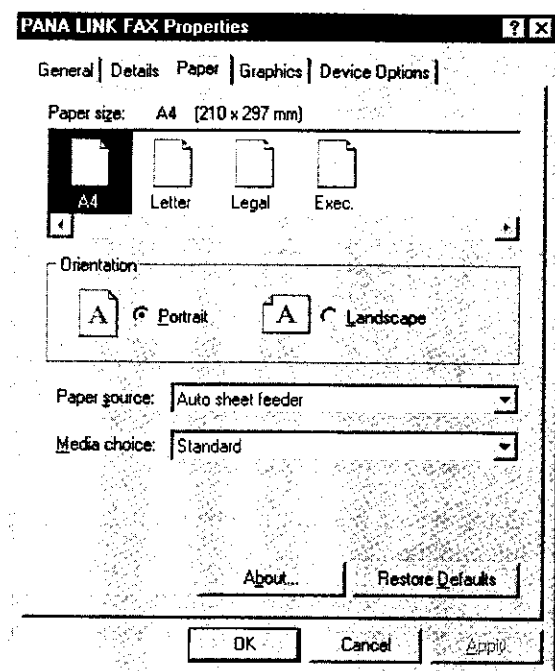 PANA LINK FAX Properties ? X
General Details Paper Graphics Device Options
Paper size: A4 (210 x 297 mm)
A4 Letter Legal Exec.
Orientation
A Portrait A Landscape
Paper source: Auto sheet feeder
Media choice: Standard
About... Restore Defaults
OK Cancel Apply